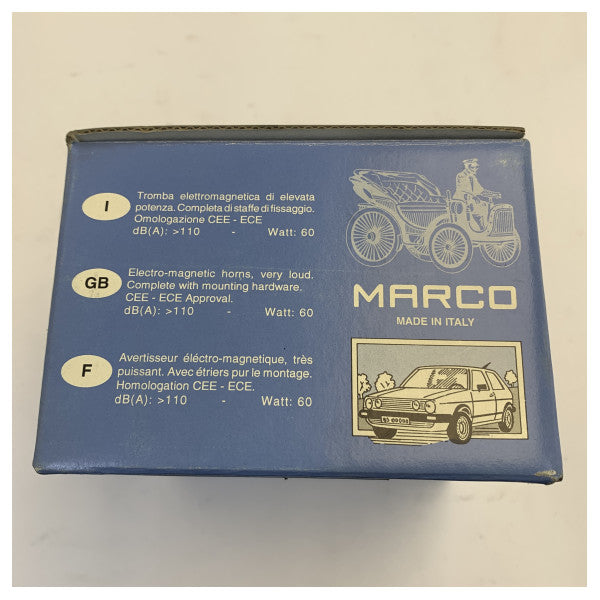 I
Tromba elettromagnetica di elevata
potenza. Completa di staffe di fissaggio.
Omologazione CEE - ECE
dB(A): >110 - Watt: 60
GB
Electro-magnetic horns, very loud.
Complete with mounting hardware.
CEE - ECE Approval.
dB(A): >110 - Watt: 60
F
Avertisseur éléctro-magnetique, très
puissant. Avec étriers pur le montage.
Homologation CEE - ECE.
dB(A): >110 - Watt: 60
MARCO
MADE IN ITALY